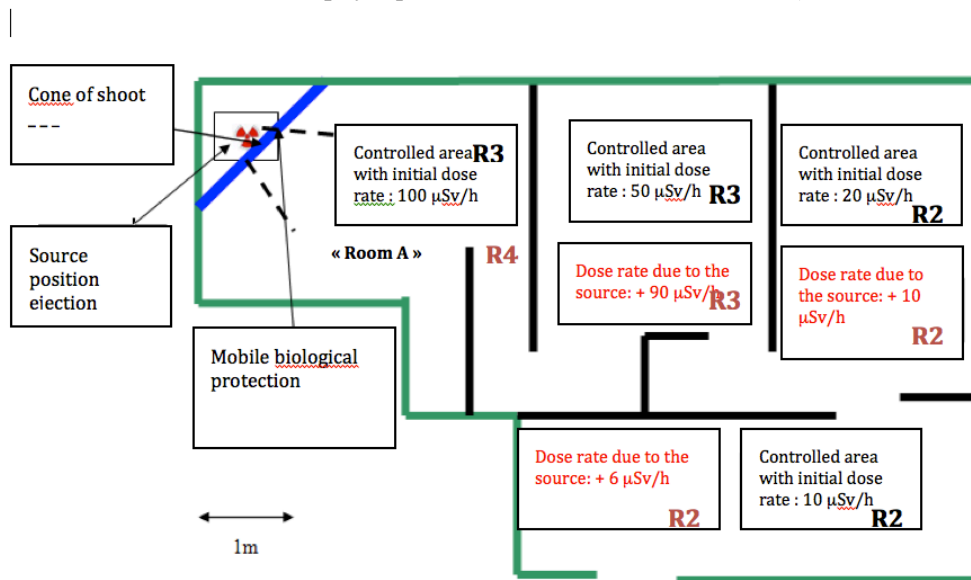 Cone of shoot
– – –
Controlled area R3
with initial dose
rate : 100 µSv/h
Controlled area
with initial dose
rate : 50 µSv/h R3
Controlled area
with initial dose
rate : 20 µSv/h
R2
Source
position
ejection
« Room A »
R4
Dose rate due to the
source: + 90 µSv/h
R3
Dose rate due to
the source: + 10
µSv/h
R2
Mobile biological
protection
Dose rate due to the
source: + 6 µSv/h
R2
Controlled area
with initial dose
rate : 10 µSv/h
R2
1m